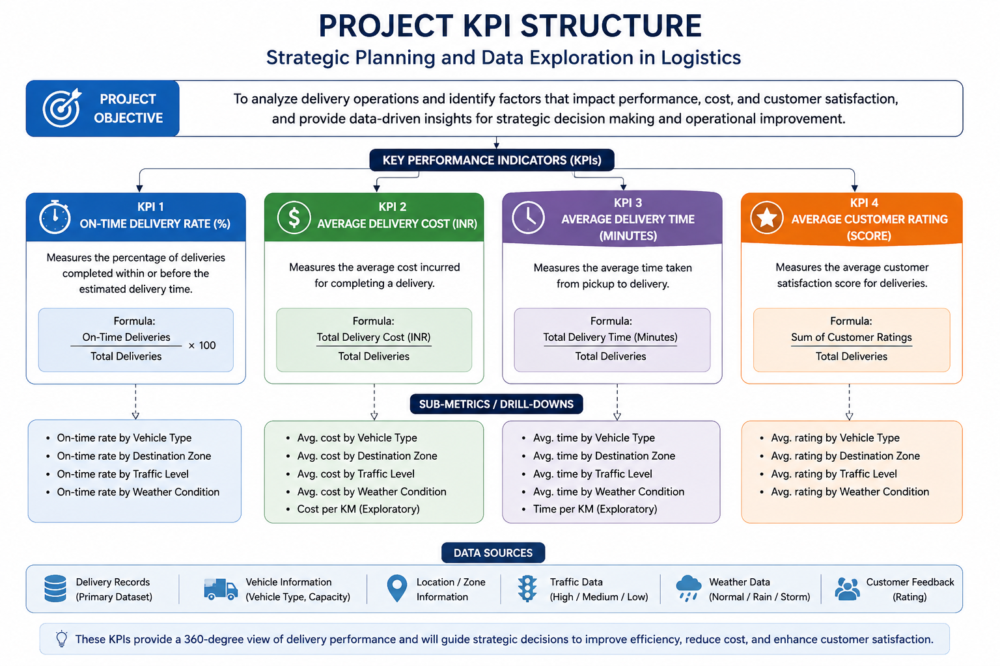 PROJECT KPI STRUCTURE
Strategic Planning and Data Exploration in Logistics
PROJECT
OBJECTIVE
To analyze delivery operations and identify factors that impact performance, cost, and customer satisfaction,
and provide data-driven insights for strategic decision making and operational improvement.
KEY PERFORMANCE INDICATORS (KPIs)
KPI 1
ON-TIME DELIVERY RATE (%)
Measures the percentage of deliveries
completed within or before the
estimated delivery time.
Formula:
On-Time Deliveries
× 100
Total Deliveries
$
KPI 2
AVERAGE DELIVERY COST (INR)
Measures the average cost incurred
for completing a delivery.
Formula:
Total Delivery Cost (INR)
Total Deliveries
KPI 3
AVERAGE DELIVERY TIME
(MINUTES)
Measures the average time taken
from pickup to delivery.
Formula:
Total Delivery Time (Minutes)
Total Deliveries
KPI 4
AVERAGE CUSTOMER RATING
(SCORE)
Measures the average customer
satisfaction score for deliveries.
Formula:
Sum of Customer Ratings
Total Deliveries
SUB-METRICS / DRILL-DOWNS
• On-time rate by Vehicle Type
• On-time rate by Destination Zone
• On-time rate by Traffic Level
• On-time rate by Weather Condition
• Avg. cost by Vehicle Type
• Avg. cost by Destination Zone
• Avg. cost by Traffic Level
• Avg. cost by Weather Condition
• Cost per KM (Exploratory)
• Avg. time by Vehicle Type
• Avg. time by Destination Zone
• Avg. time by Traffic Level
• Avg. time by Weather Condition
• Time per KM (Exploratory)
• Avg. rating by Vehicle Type
• Avg. rating by Destination Zone
• Avg. rating by Traffic Level
• Avg. rating by Weather Condition
DATA SOURCES
Delivery Records
(Primary Dataset)
Vehicle Information
(Vehicle Type, Capacity)
Location / Zone
Information
Traffic Data
(High / Medium / Low)
Weather Data
(Normal / Rain / Storm)
Customer Feedback
(Rating)
These KPIs provide a 360-degree view of delivery performance and will guide strategic decisions to improve efficiency, reduce cost, and enhance customer satisfaction.